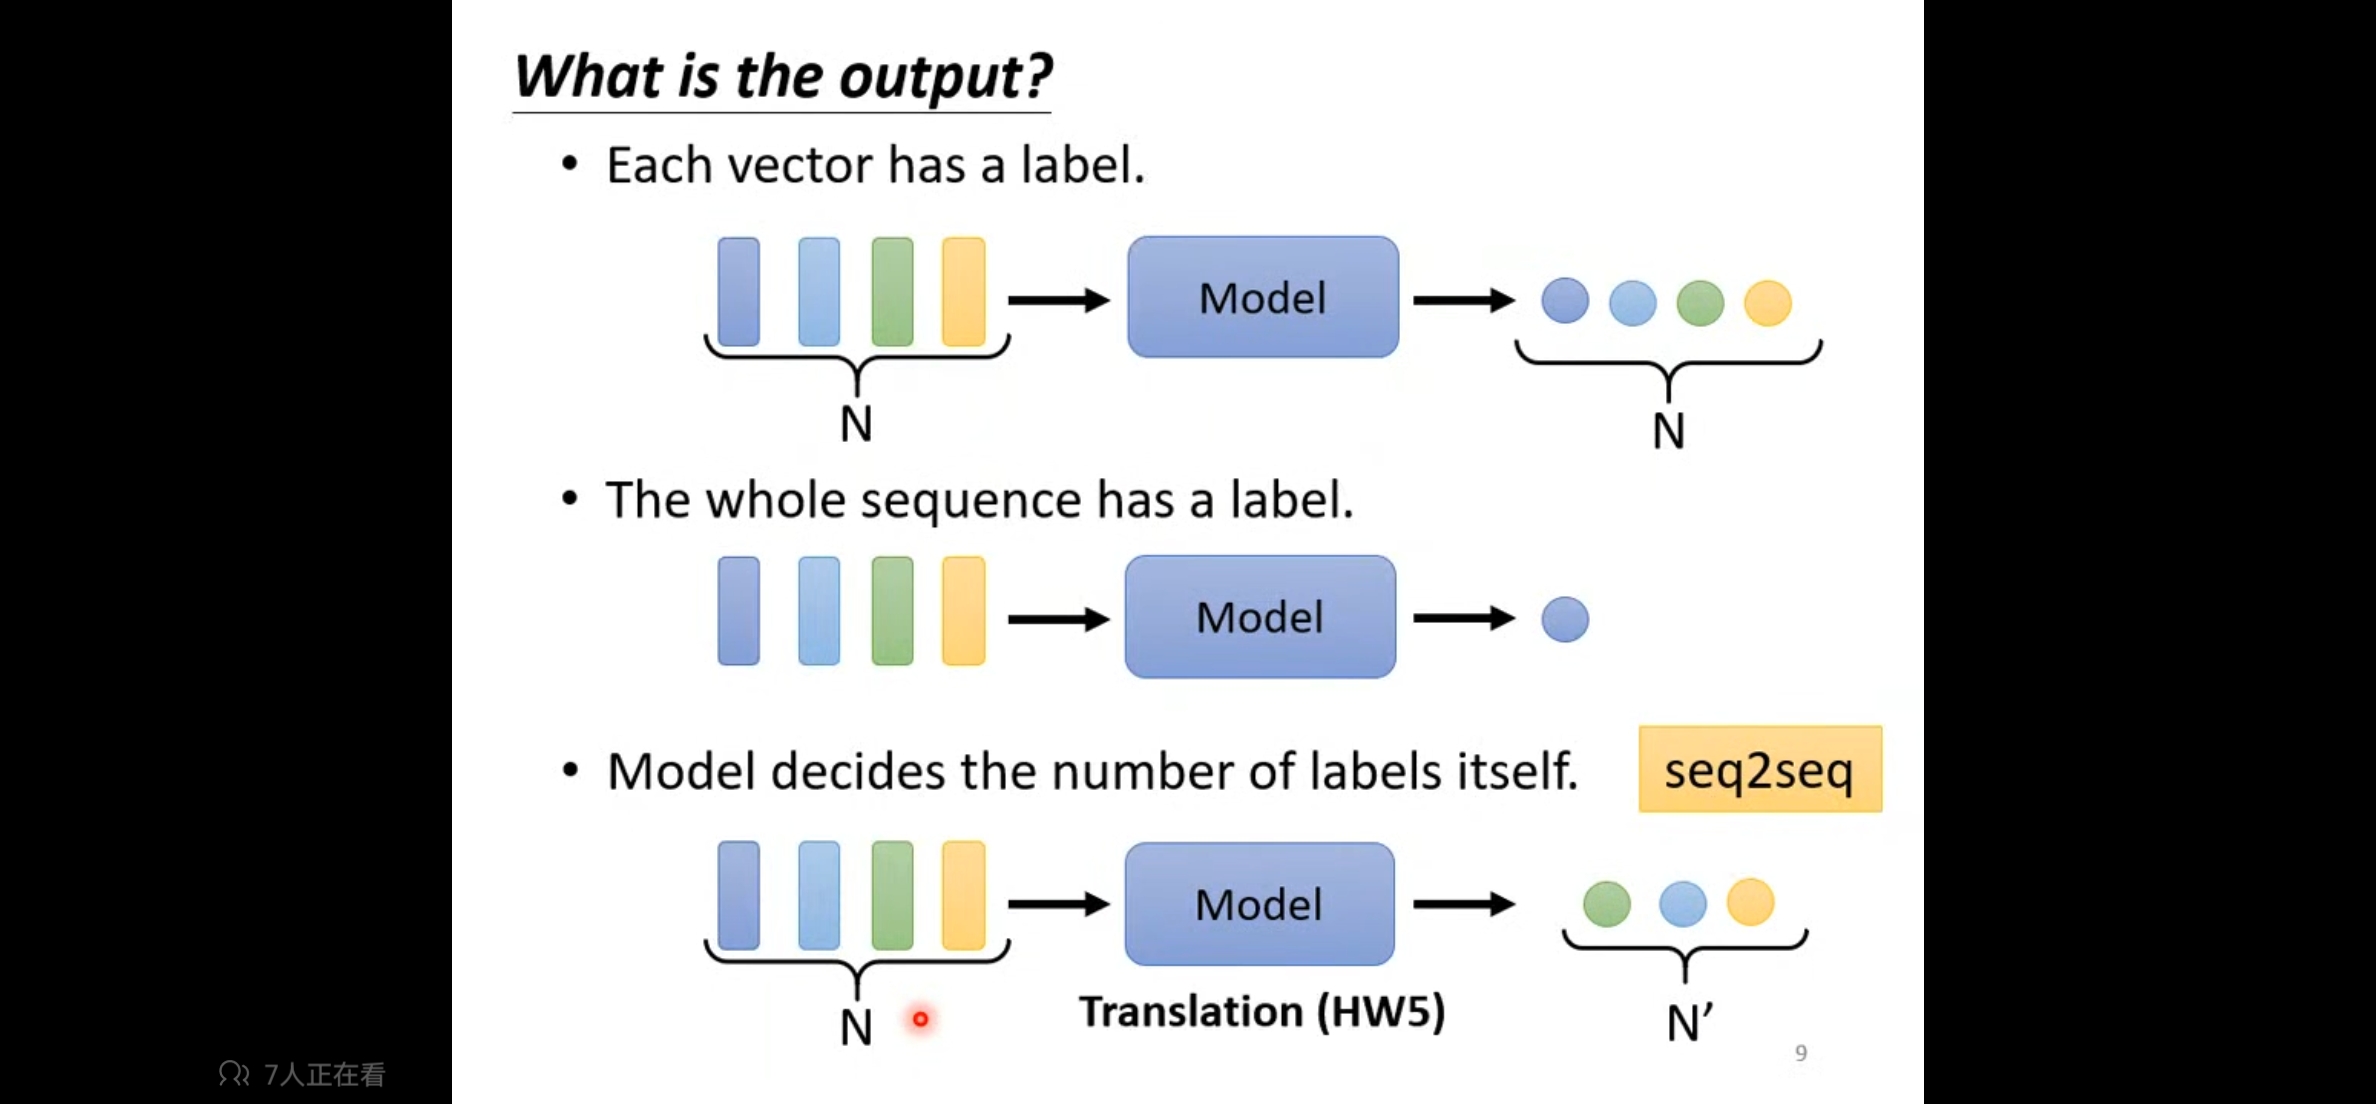 What is the output?
• Each vector has a label.
Model
N
N
• The whole sequence has a label.
Model
• Model decides the number of labels itself.
seq2seq
Model
N
Translation (HW5)
N’
9
7人正在看